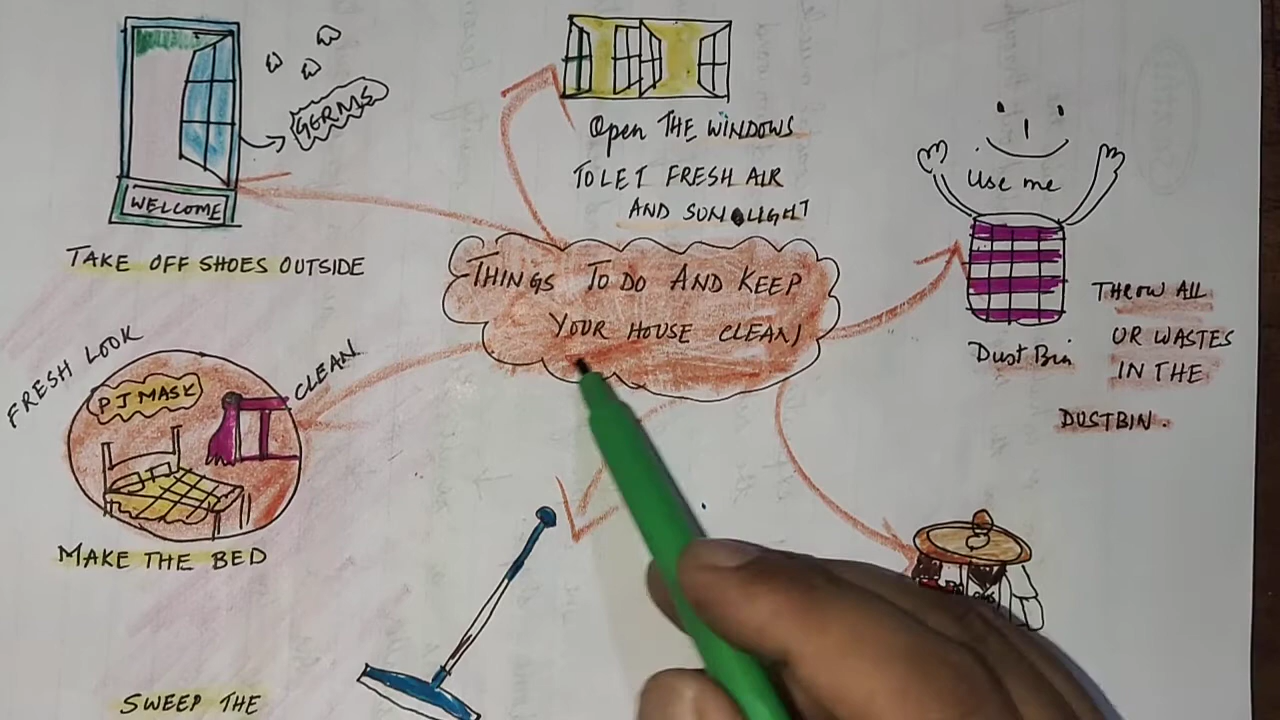 GERMS
WELCOME
TAKE OFF SHOES OUTSIDE
Open THE WINDOWS
TO LET FRESH AIR
AND SUNLIGHT
Use me
Dust Bin
THROW ALL
UR WASTES
IN THE
DUSTBIN.
THINGS TO DO AND KEEP
YOUR HOUSE CLEAN
FRESH LOOK
CLEAN
PJ MASK
MAKE THE BED
SWEEP THE